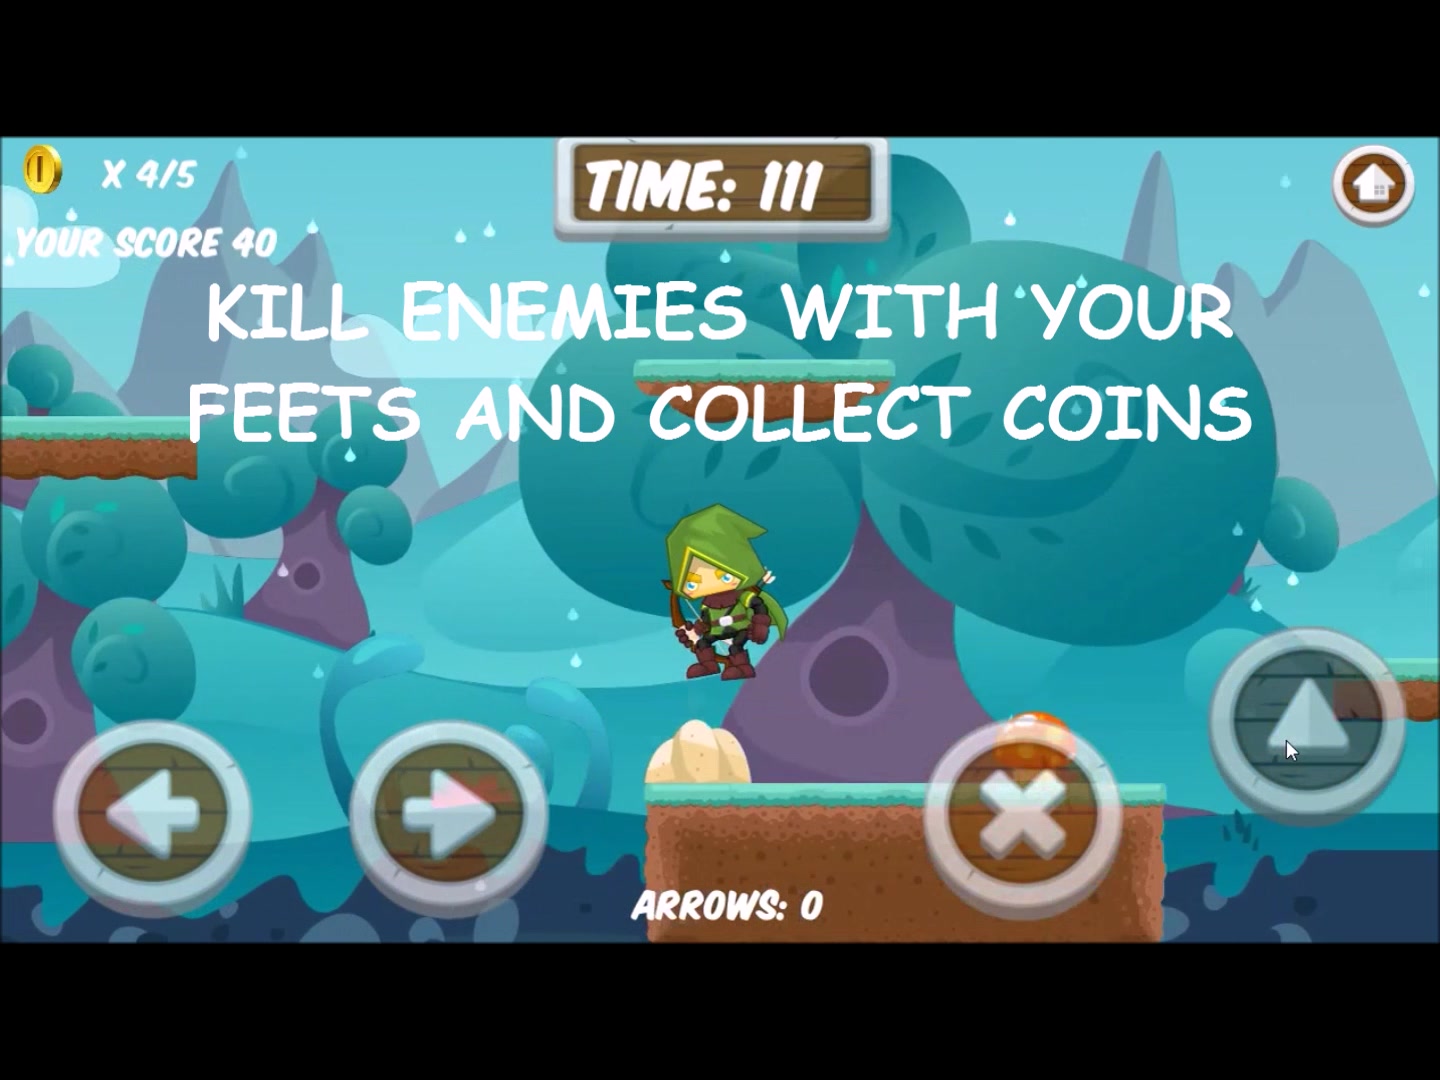 X 4/5
TIME: 111
YOUR SCORE 40
KILL ENEMIES WITH YOUR
FEETS AND COLLECT COINS
ARROWS: 0